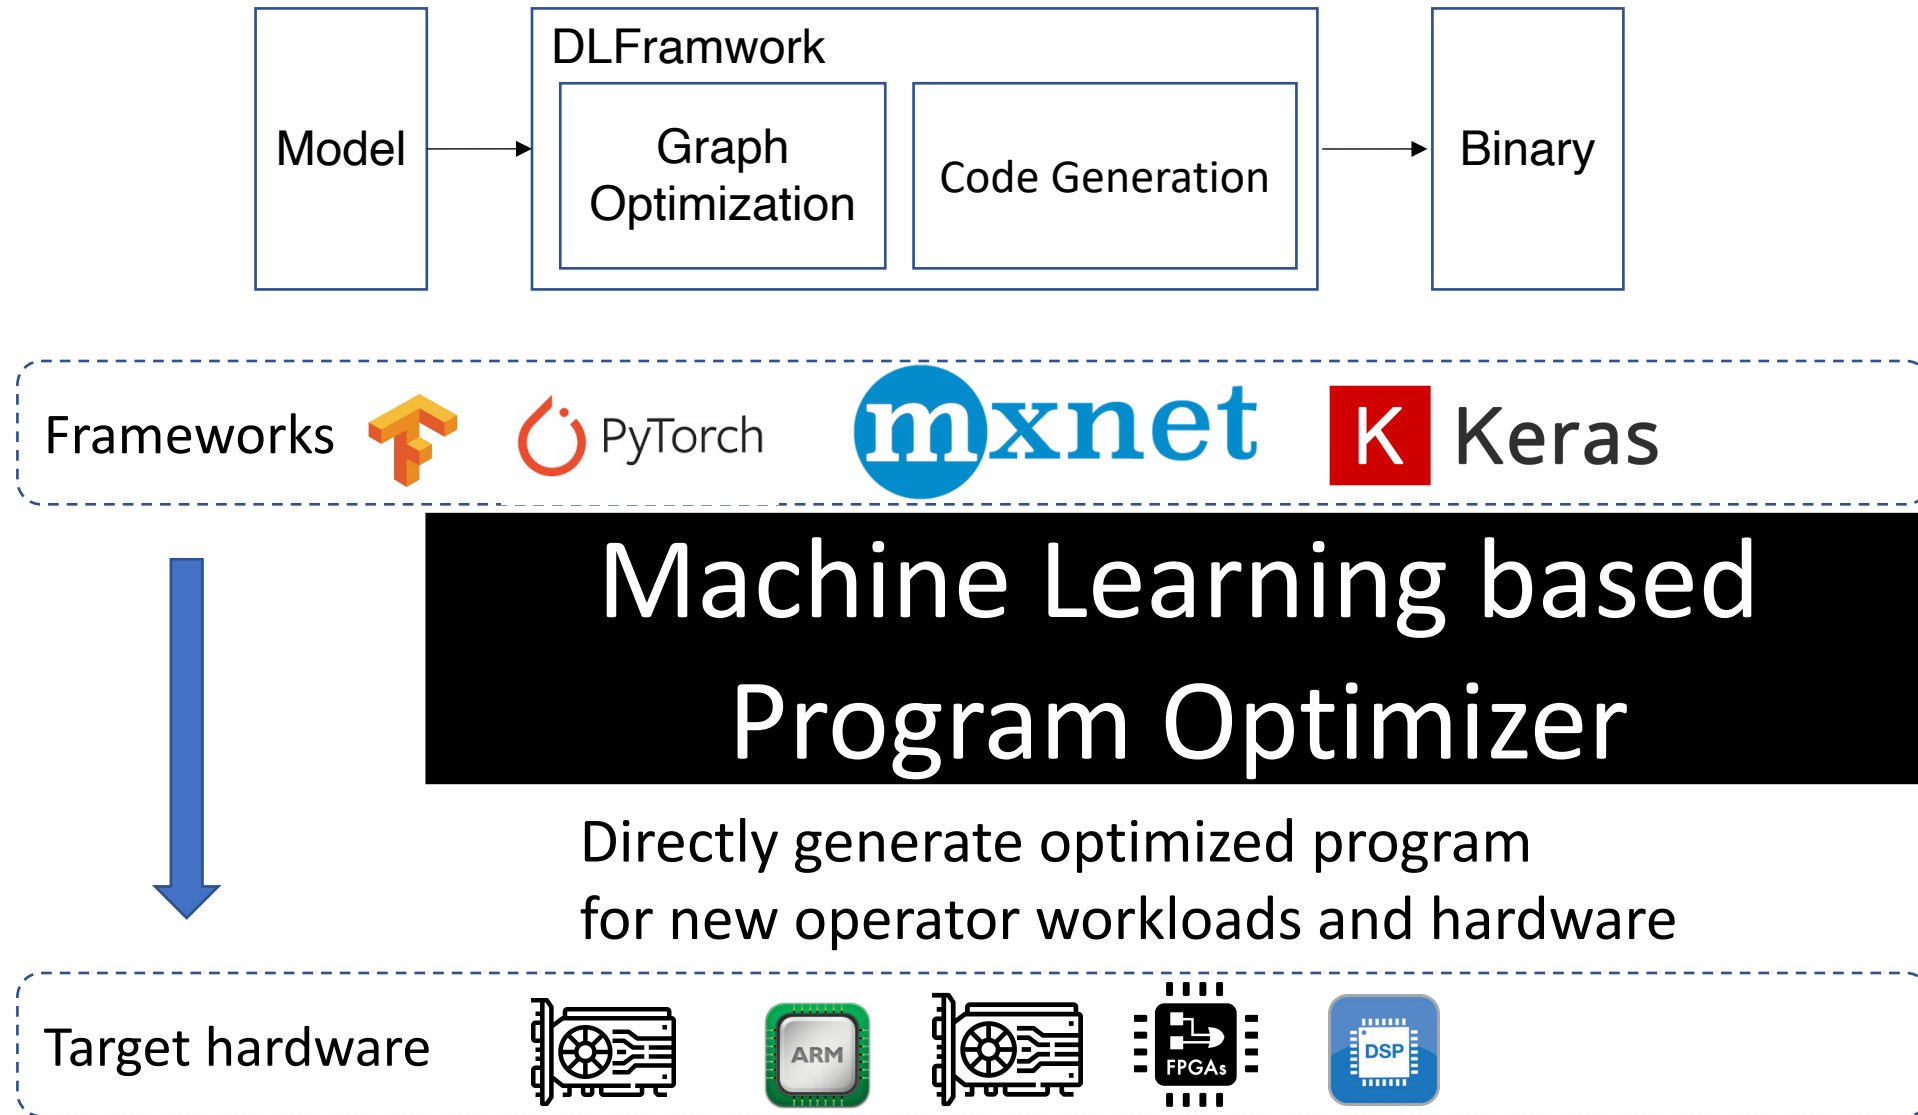 DLFramwork
Model
Graph
Optimization
Code Generation
Binary
Frameworks
PyTorch
mxnet
K Keras
Machine Learning based
Program Optimizer
Directly generate optimized program
for new operator workloads and hardware
Target hardware
ARM
FPGAs
DSP